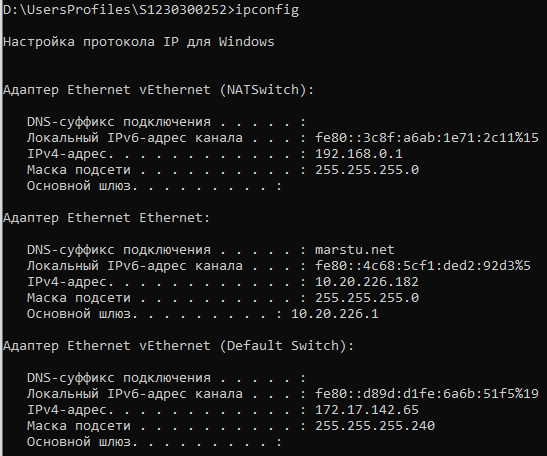 D:\UsersProfiles\S1230300252>ipconfig
Настройка протокола IP для Windows
Адаптер Ethernet vEthernet (NATSwitch):
DNS-суффикс подключения . . . . . :
Локальный IPv6-адрес канала . . . : fe80::3c8f:a6ab:1e71:2c11%15
IPv4-адрес. . . . . . . . . . . . : 192.168.0.1
Маска подсети . . . . . . . . . . : 255.255.255.0
Основной шлюз. . . . . . . . . :
Адаптер Ethernet Ethernet:
DNS-суффикс подключения . . . . . : marstu.net
Локальный IPv6-адрес канала . . . : fe80::4c68:5cf1:ded2:92d3%5
IPv4-адрес. . . . . . . . . . . . : 10.20.226.182
Маска подсети . . . . . . . . . . : 255.255.255.0
Основной шлюз. . . . . . . . . : 10.20.226.1
Адаптер Ethernet vEthernet (Default Switch):
DNS-суффикс подключения . . . . . :
Локальный IPv6-адрес канала . . . : fe80::d89d:d1fe:6a6b:51f5%19
IPv4-адрес. . . . . . . . . . . . : 172.17.142.65
Маска подсети . . . . . . . . . . : 255.255.255.240
Основной шлюз. . . . . . . . . :